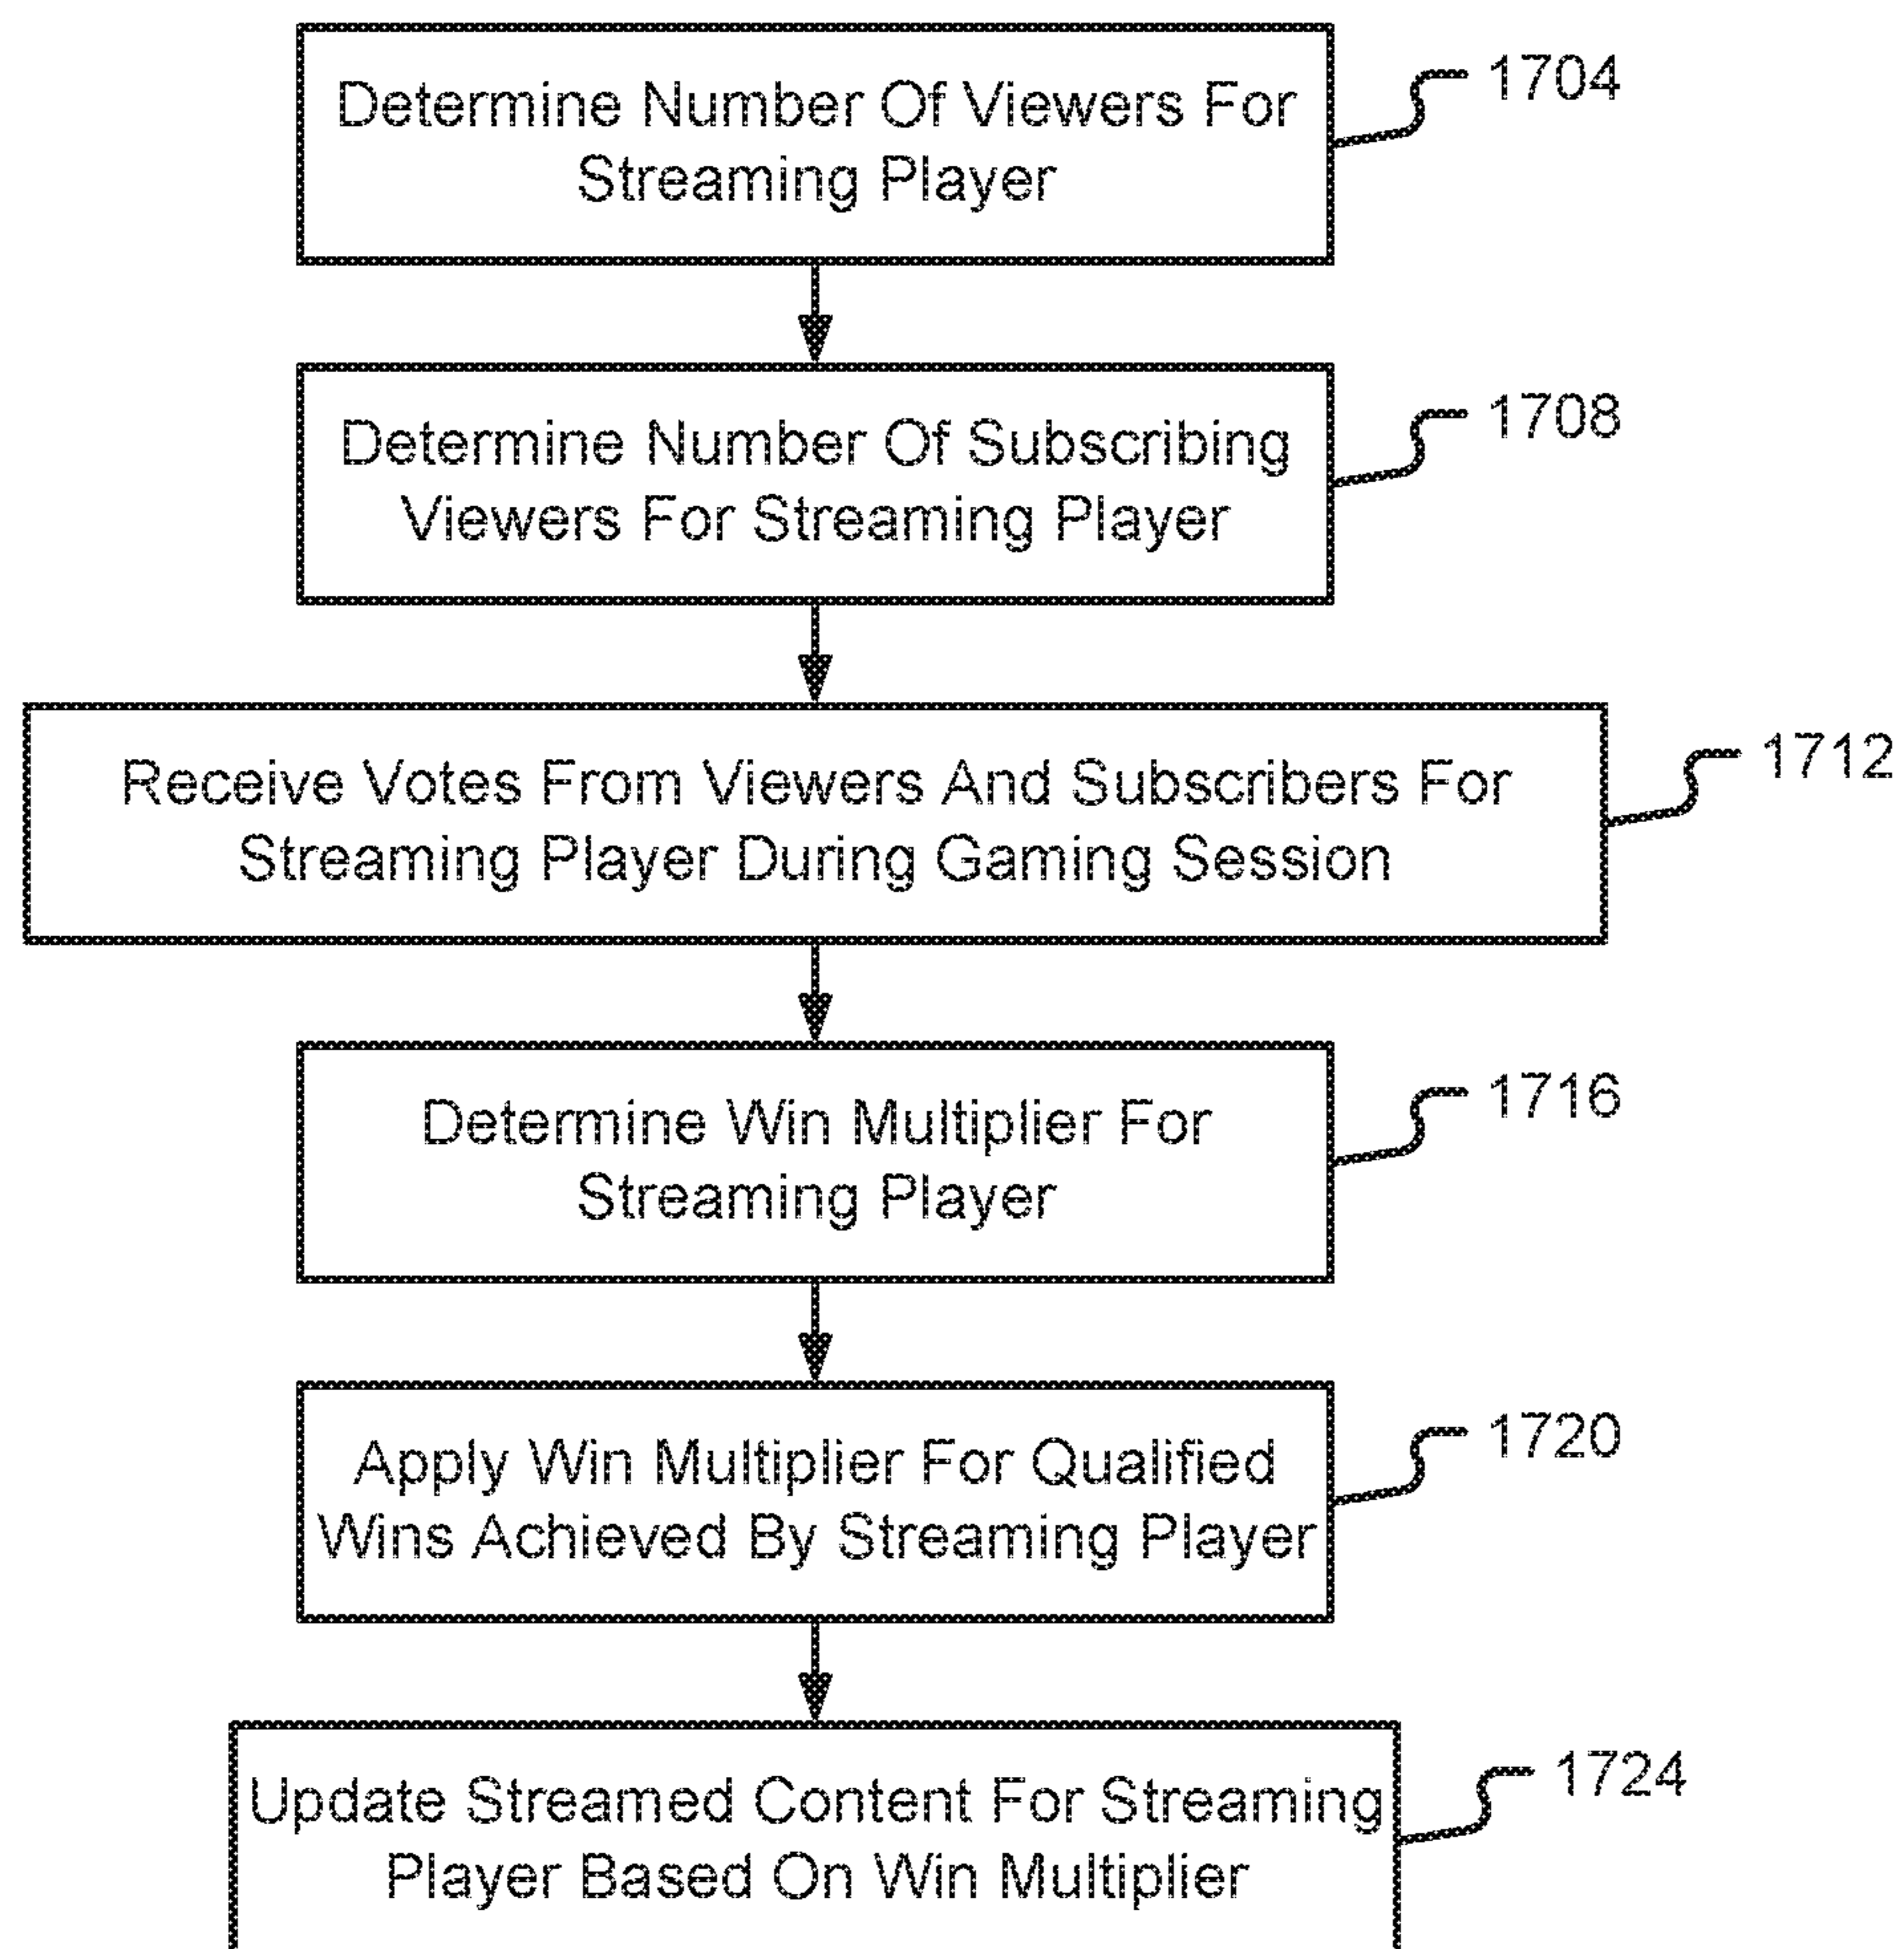 Determine Number Of Viewers For
Streaming Player
1704
Determine Number Of Subscribing
Viewers For Streaming Player
1708
Receive Votes From Viewers And Subscribers For
Streaming Player During Gaming Session
1712
Determine Win Multiplier For
Streaming Player
1716
Apply Win Multiplier For Qualified
Wins Achieved By Streaming Player
1720
Update Streamed Content For Streaming
Player Based On Win Multiplier
1724